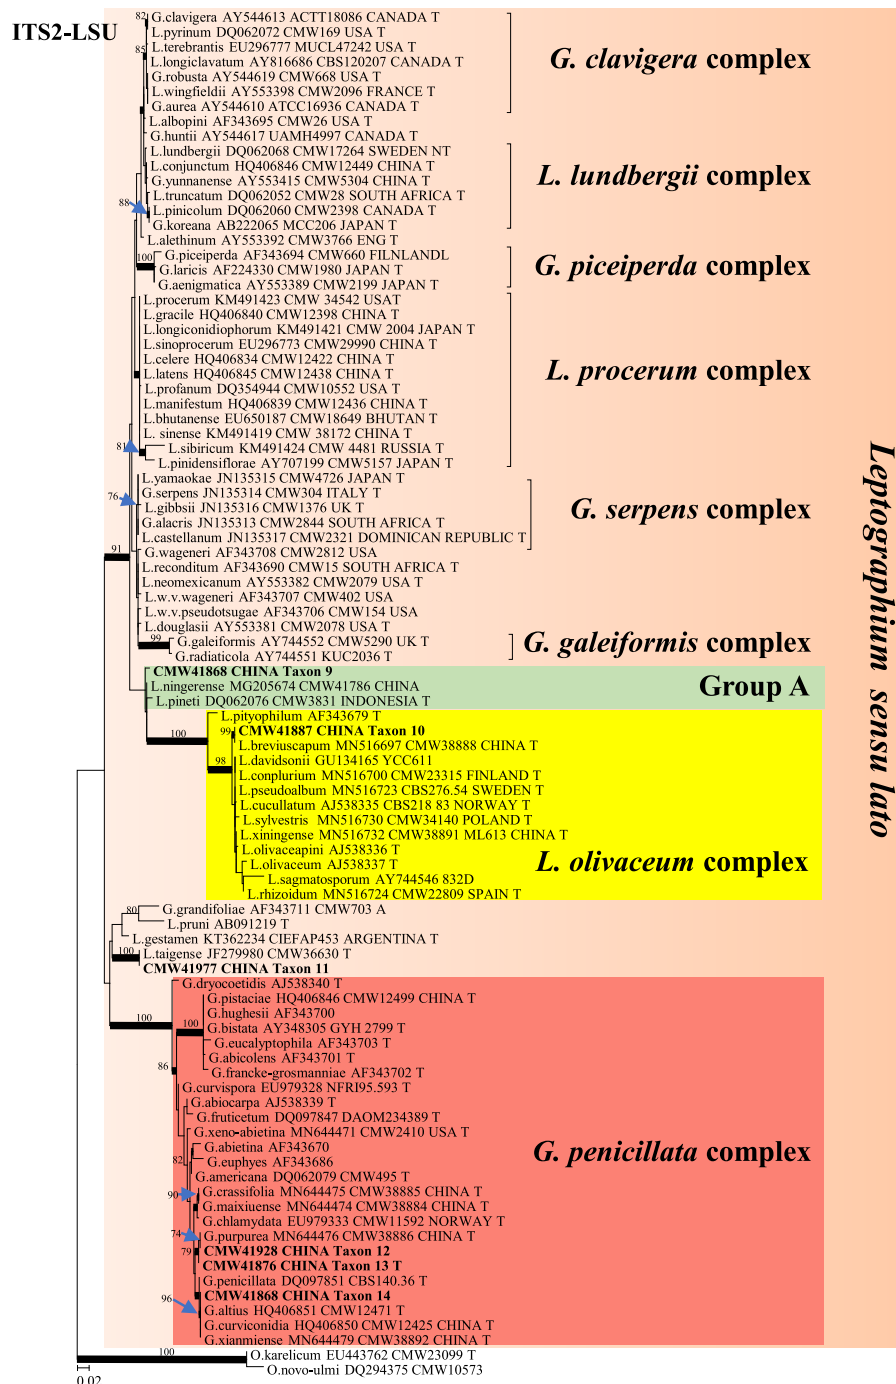 ITS2-LSU
82
G.clavigera AY544613 ACTT18086 CANADA T
L.pyrinum DQ062072 CMW169 USA T
L.terebrantis EU296777 MUCL47242 USA T
85
L.longiclavatum AY816686 CBS120207 CANADA T
G.robusta AY544619 CMW668 USA T
L.wingfieldii AY553398 CMW2096 FRANCE T
G.aurea AY544610 ATCC16936 CANADA T
G. clavigera complex
L.albopini AF343695 CMW26 USA T
G.huntii AY544617 UAMH4997 CANADA T
L.lundbergii DQ062068 CMW17264 SWEDEN NT
L.conjunctum HQ406846 CMW12449 CHINA T
G.yunnanense AY553415 CMW5304 CHINA T
L.truncatum DQ062052 CMW28 SOUTH AFRICA T
88
L.pinicolum DQ062060 CMW2398 CANADA T
G.koreana AB222065 MCC206 JAPAN T
L. lundbergii complex
L.alethinum AY553392 CMW3766 ENG T
100
G.piceiperda AF343694 CMW660 FILNLANDL
G.laricis AF224330 CMW1980 JAPAN T
G.aenigmatica AY553389 CMW2199 JAPAN T
G. piceiperda complex
L.procerum KM491423 CMW 34542 USAT
L.gracile HQ406840 CMW12398 CHINA T
L.longiconidiophorum KM491421 CMW 2004 JAPAN T
L.sinoprocerum EU296773 CMW29990 CHINA T
L.celere HQ406834 CMW12422 CHINA T
L.latens HQ406845 CMW12438 CHINA T
L.profanum DQ354944 CMW10552 USA T
L.manifestum HQ406839 CMW12436 CHINA T
L.bhutanense EU650187 CMW18649 BHUTAN T
L. sinense KM491419 CMW 38172 CHINA T
81
L.sibiricum KM491424 CMW 4481 RUSSIA T
L.pinidensiflorae AY707199 CMW5157 JAPAN T
L. procerum complex
L.yamaokae JN135315 CMW4726 JAPAN T
76
G.serpens JN135314 CMW304 ITALY T
L.gibbsii JN135316 CMW1376 UK T
G.alacris JN135313 CMW2844 SOUTH AFRICA T
L.castellanum JN135317 CMW2321 DOMINICAN REPUBLIC T
G. serpens complex
91
G.wageneri AF343708 CMW2812 USA
L.reconditum AF343690 CMW15 SOUTH AFRICA T
L.neomexicanum AY553382 CMW2079 USA T
L.w.v.wageneri AF343707 CMW402 USA
L.w.v.pseudotsugae AF343706 CMW154 USA
L.douglasii AY553381 CMW2078 USA T
99
G.galeiformis AY744552 CMW5290 UK T
G.radiaticola AY744551 KUC2036 T
G. galeiformis complex
CMW41868 CHINA Taxon 9
L.ningerense MG205674 CMW41786 CHINA
L.pineti DQ062076 CMW3831 INDONESIA T
Group A
100
L.pityophilum AF343679 T
99
CMW41887 CHINA Taxon 10
L.breviuscapum MN516697 CMW38888 CHINA T
98
L.davidsonii GU134165 YCC611
L.conplurium MN516700 CMW23315 FINLAND T
L.pseudoalbum MN516723 CBS276.54 SWEDEN T
L.cucullatum AJ538335 CBS218 83 NORWAY T
L.sylvestris MN516730 CMW34140 POLAND T
L.xiningense MN516732 CMW38891 ML613 CHINA T
L.olivaceapini AJ538336 T
L.olivaceum AJ538337 T
L.sagmatosporum AY744546 832D
L.rhizoidum MN516724 CMW22809 SPAIN T
L. olivaceum complex
80
G.grandifoliae AF343711 CMW703 A
L.pruni AB091219 T
L.gestamen KT362234 CIEFAP453 ARGENTINA T
100
L.taigense JF279980 CMW36630 T
CMW41977 CHINA Taxon 11
100
G.dryocoetidis AJ538340 T
G.pistaciae HQ406846 CMW12499 CHINA T
G.hughesii AF343700
100
G.bistata AY348305 GYH 2799 T
G.eucalyptophila AF343703 T
G.abicolens AF343701 T
86
G.francke-grosmanniae AF343702 T
G.curvispora EU979328 NFRI95.593 T
G.abiocarpa AJ538339 T
G.fruticetum DQ097847 DAOM234389 T
G.xeno-abietina MN644471 CMW2410 USA T
G.abietina AF343670
82
G.euphyes AF343686
G.americana DQ062079 CMW495 T
90
G.crassifolia MN644475 CMW38885 CHINA T
G.maixiuense MN644474 CMW38884 CHINA T
G.chlamydata EU979333 CMW11592 NORWAY T
74
G.purpurea MN644476 CMW38886 CHINA T
79
CMW41928 CHINA Taxon 12
CMW41876 CHINA Taxon 13 T
G.penicillata DQ097851 CBS140.36 T
96
CMW41868 CHINA Taxon 14
G.altius HQ406851 CMW12471 T
G.curviconidia HQ406850 CMW12425 CHINA T
G.xianmiense MN644479 CMW38892 CHINA T
G. penicillata complex
Leptographium sensu lato
100
O.karelicum EU443762 CMW23099 T
O.novo-ulmi DQ294375 CMW10573
0.02